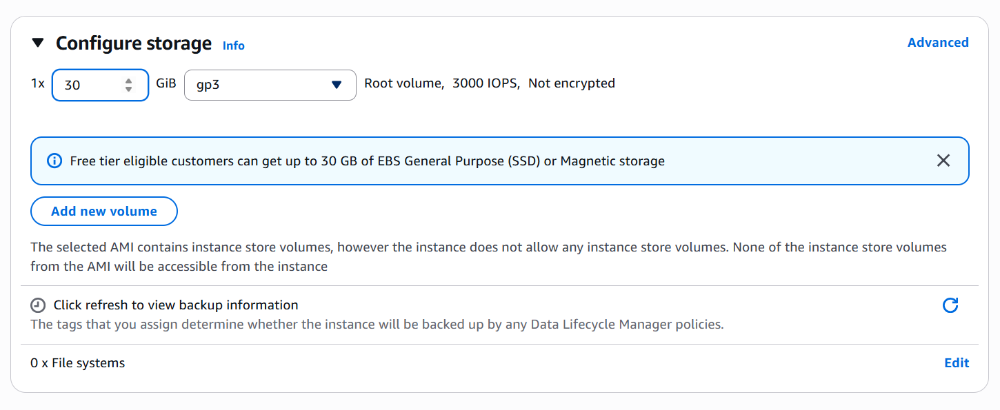 Configure storage Info Advanced
1x 30 GiB gp3 Root volume, 3000 IOPS, Not encrypted
Free tier eligible customers can get up to 30 GB of EBS General Purpose (SSD) or Magnetic storage
Add new volume
The selected AMI contains instance store volumes, however the instance does not allow any instance store volumes. None of the instance store volumes
from the AMI will be accessible from the instance
Click refresh to view backup information
The tags that you assign determine whether the instance will be backed up by any Data Lifecycle Manager policies.
0 x File systems Edit